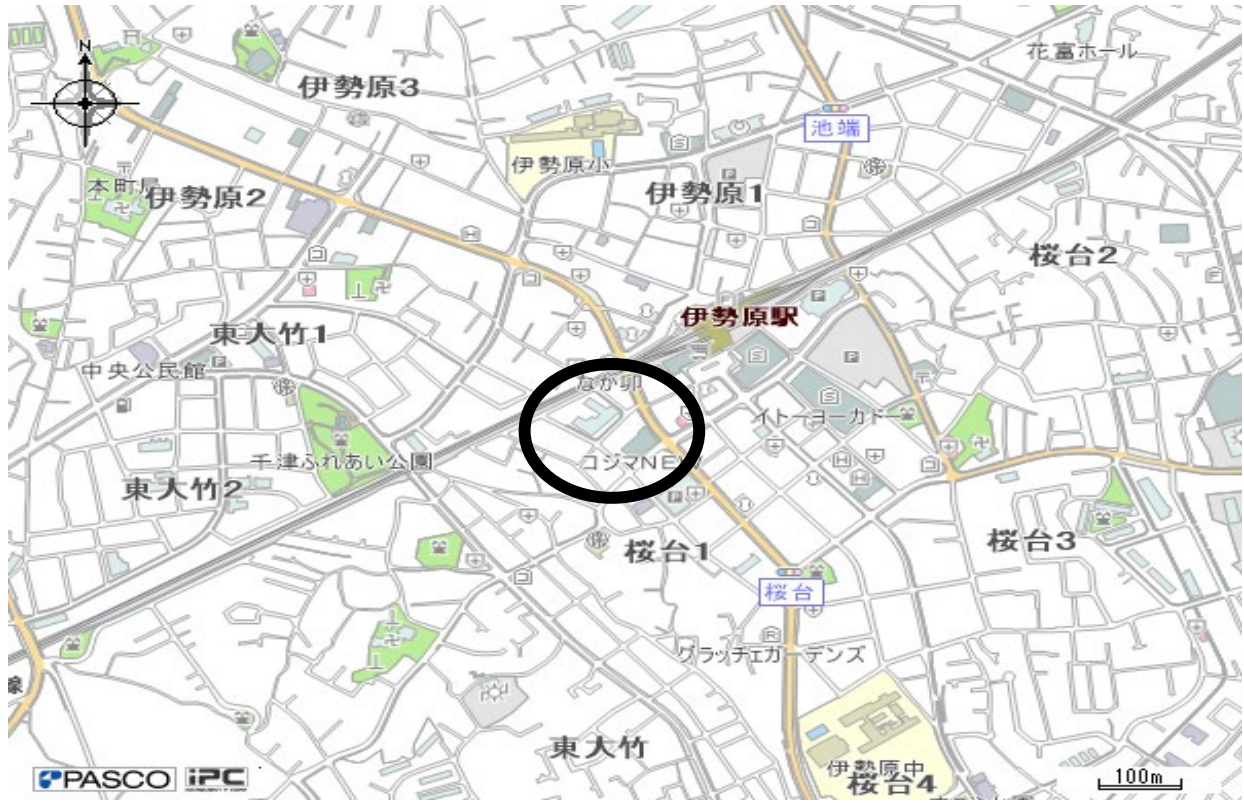 N
花富ホール
伊勢原3
池端
伊勢原小
本町局
伊勢原2
伊勢原1
桜台2
伊勢原駅
東大竹1
中央公民館
なか卯
イトーヨーカドー
千津ふれあい公園
コジマNE
東大竹2
桜台1
桜台3
桜台
グラッチェガーデンズ
東大竹
伊勢原中
桜台4
線
PASCO iPC
100m